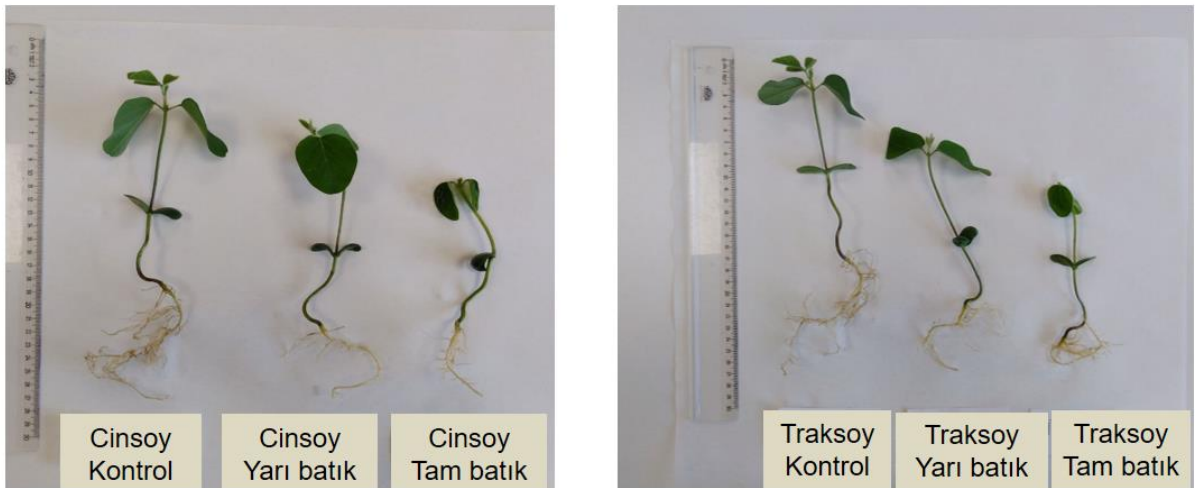 Cinsoy
Kontrol
Cinsoy
Yarı batık
Cinsoy
Tam batık
Traksoy
Kontrol
Traksoy
Yarı batık
Traksoy
Tam batık